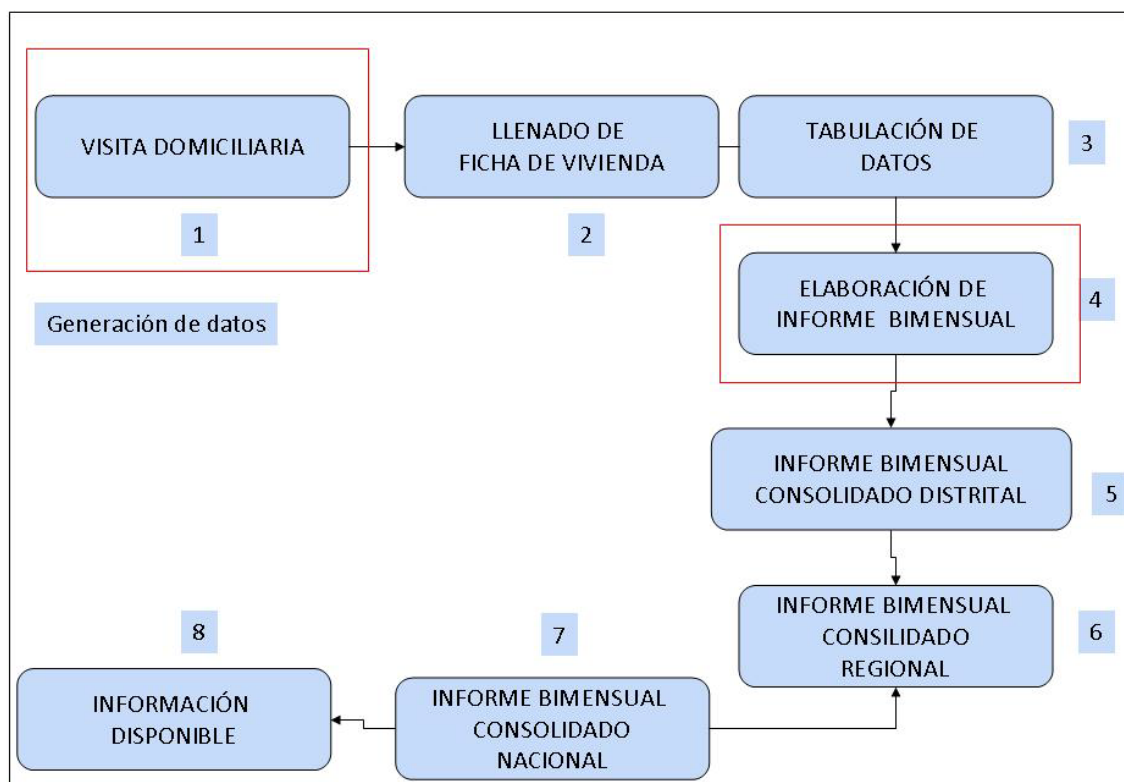 VISITA DOMICILIARIA
1
Generación de datos
LLENADO DE
FICHA DE VIVIENDA
2
TABULACIÓN DE
DATOS
3
ELABORACIÓN DE
INFORME BIMENSUAL
4
INFORME BIMENSUAL
CONSOLIDADO DISTRITAL
5
INFORME BIMENSUAL
CONSILIDADO
REGIONAL
6
7
INFORME BIMENSUAL
CONSOLIDADO
NACIONAL
8
INFORMACIÓN
DISPONIBLE